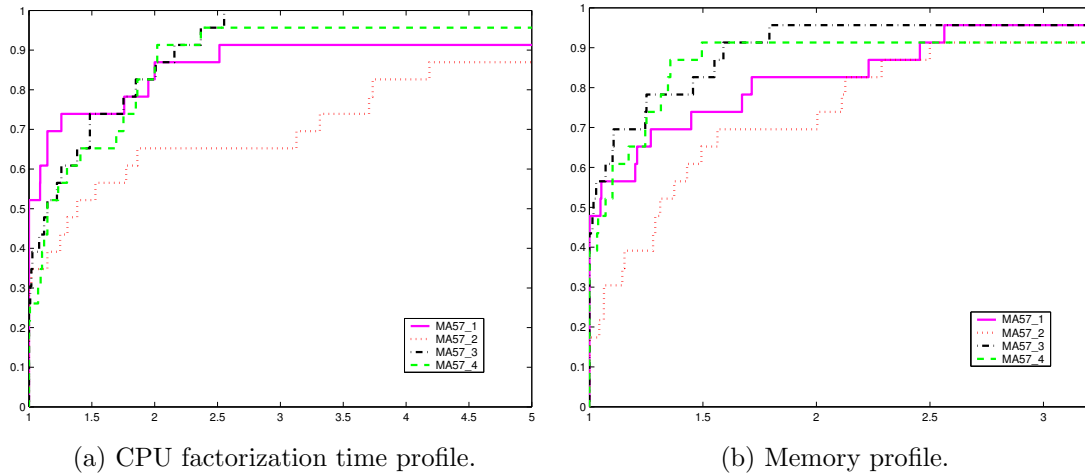 1
0.9
0.8
0.7
0.6
0.5
0.4
0.3
0.2
0.1
0
1 1.5 2 2.5 3 3.5 4 4.5 5
MA57_1
MA57_2
MA57_3
MA57_4
(a) CPU factorization time profile.
1
0.9
0.8
0.7
0.6
0.5
0.4
0.3
0.2
0.1
0
1 1.5 2 2.5 3
MA57_1
MA57_2
MA57_3
MA57_4
(b) Memory profile.